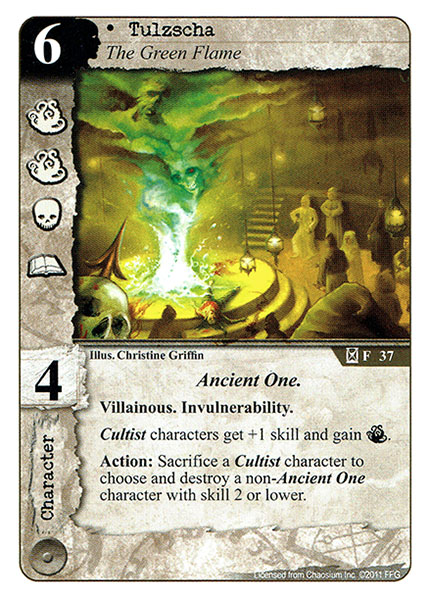 6
• Tulzscha
The Green Flame
Illus. Christine Griffin
F 37
4
Ancient One.
Villainous. Invulnerability.
Cultist characters get +1 skill and gain .
Action: Sacrifice a Cultist character to
choose and destroy a non-Ancient One
character with skill 2 or lower.
Character
Licensed from Chaosium Inc. ©2011 FFG